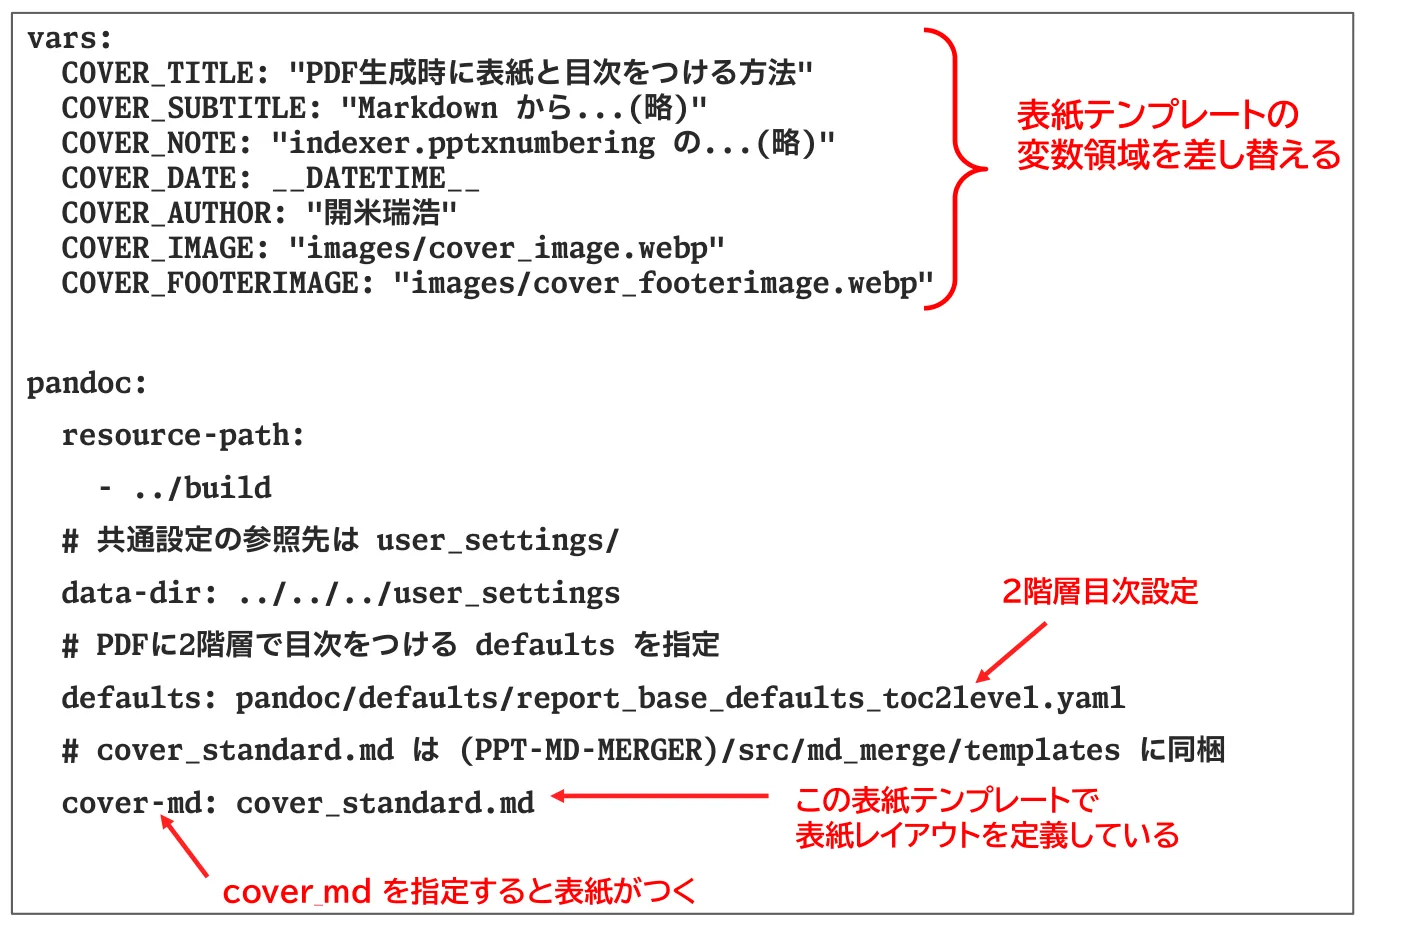 vars:
  COVER_TITLE: "PDF生成時に表紙と目次をつける方法"
  COVER_SUBTITLE: "Markdown から...(略)"
  COVER_NOTE: "indexer.pptxnumbering の...(略)"
  COVER_DATE: __DATETIME__
  COVER_AUTHOR: "開米瑞浩"
  COVER_IMAGE: "images/cover_image.webp"
  COVER_FOOTERIMAGE: "images/cover_footerimage.webp"
表紙テンプレートの
変数領域を差し替える
pandoc:
  resource-path:
    - ../build
  # 共通設定の参照先は user_settings/
  data-dir: ../../../user_settings
2階層目次設定
  # PDFに2階層で目次をつける defaults を指定
  defaults: pandoc/defaults/report_base_defaults_toc2level.yaml
  # cover_standard.md は (PPT-MD-MERGER)/src/md_merge/templates に同梱
  cover-md: cover_standard.md
この表紙テンプレートで
表紙レイアウトを定義している
cover_md を指定すると表紙がつく